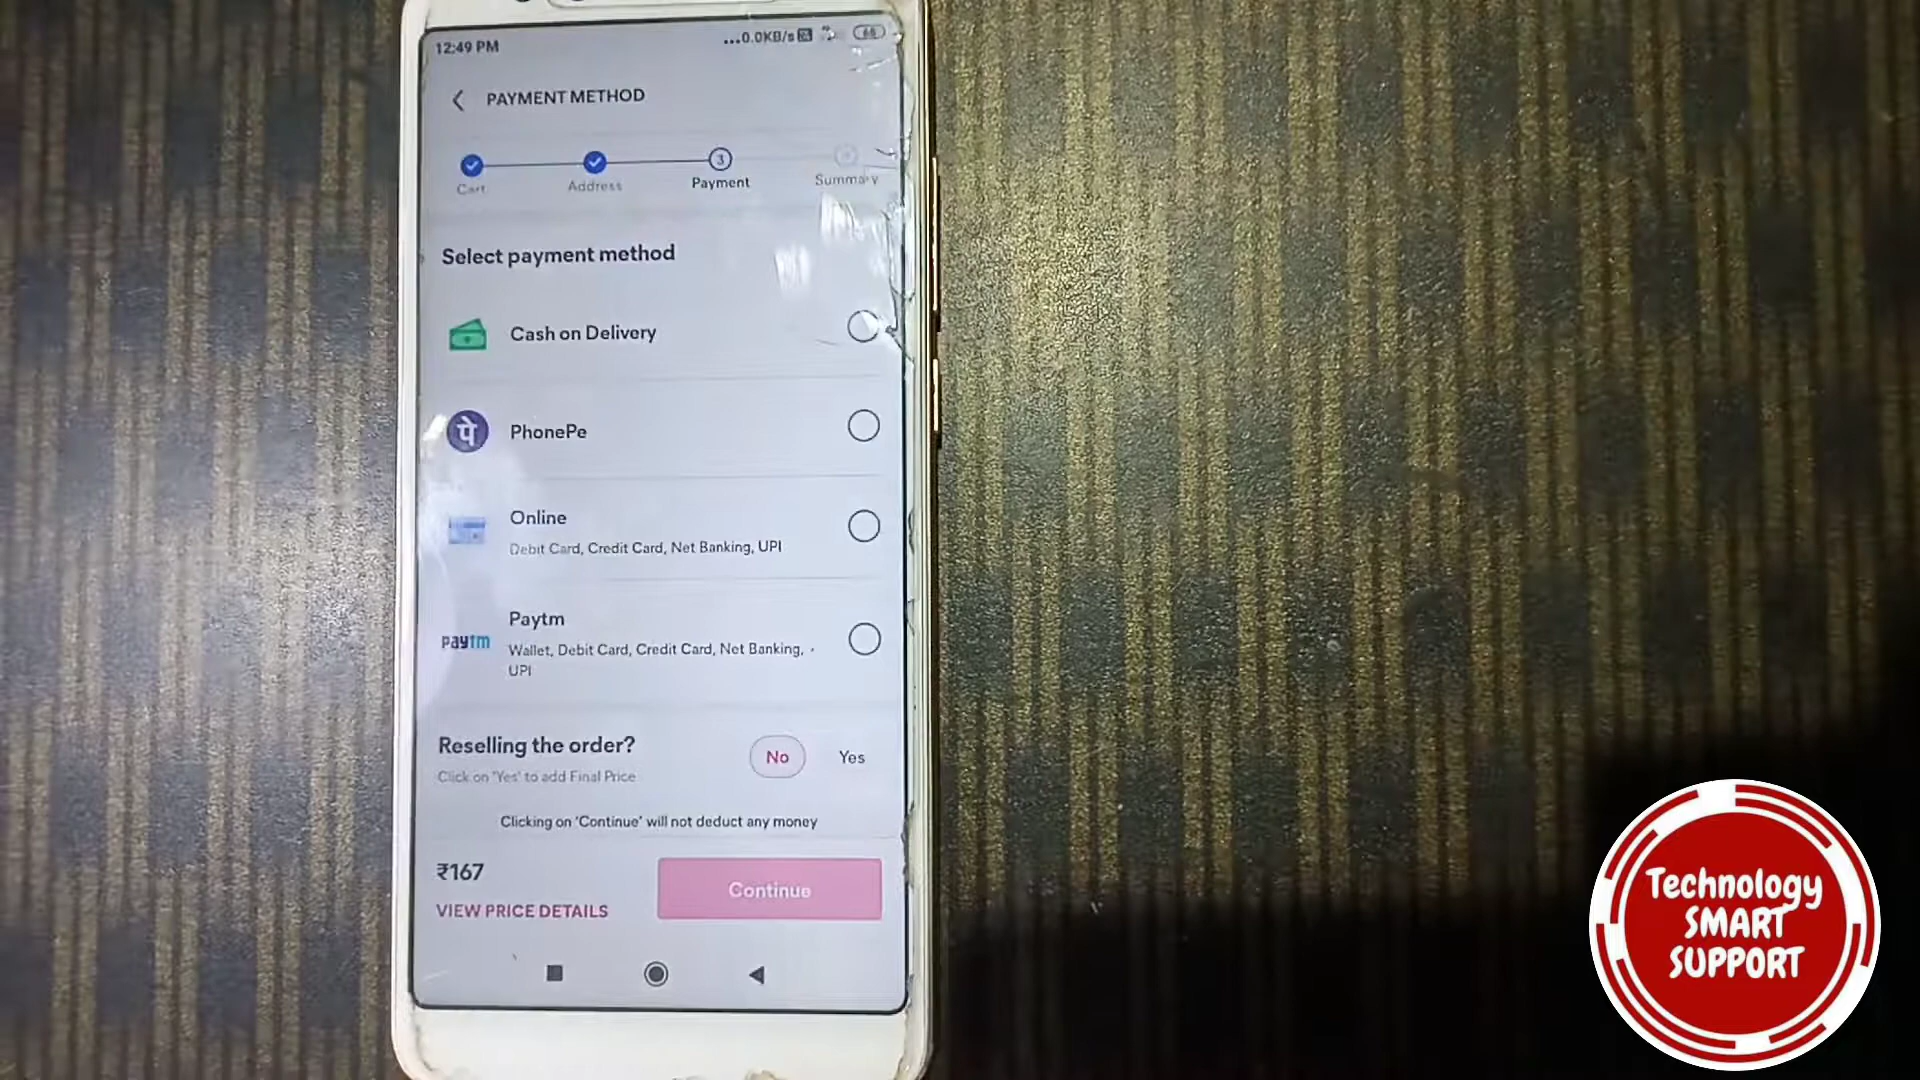 12:49 PM
...0.0KB/s
66
PAYMENT METHOD
3
Cart
Address
Payment
Summary
Select payment method
Cash on Delivery
पे
PhonePe
Online
Debit Card, Credit Card, Net Banking, UPI
Paytm
paytm
Wallet, Debit Card, Credit Card, Net Banking,
UPI
Reselling the order?
No
Yes
Click on 'Yes' to add Final Price
Clicking on 'Continue' will not deduct any money
₹167
Continue
VIEW PRICE DETAILS
Technology
SMART
SUPPORT